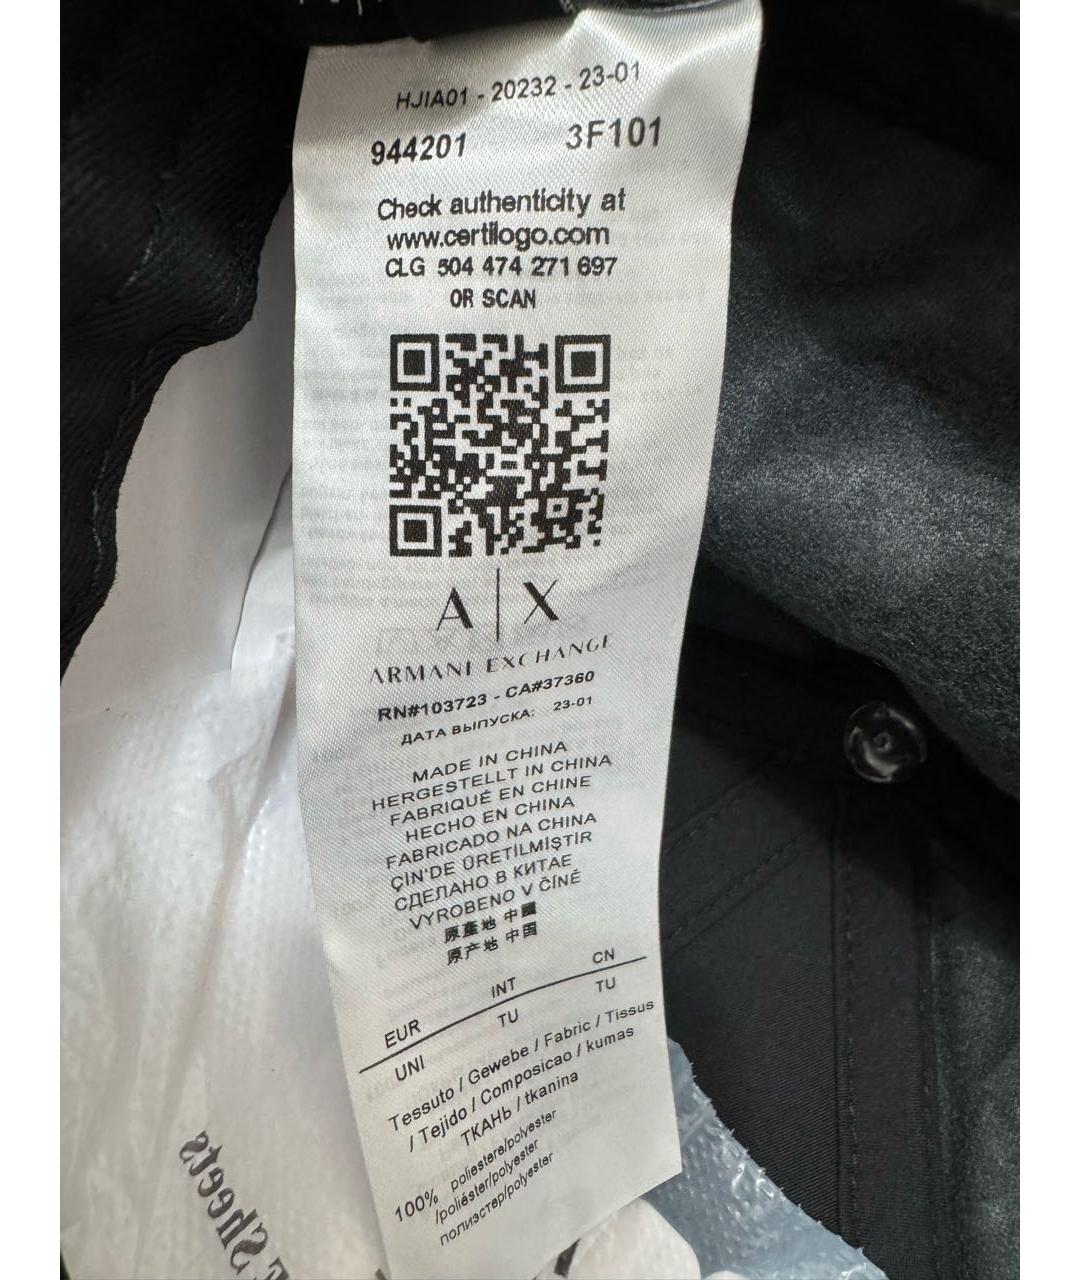 HJIA01 - 20232 - 23-01
944201 3F101
Check authenticity at
www.certilogo.com
CLG 504 474 271 697
OR SCAN
A|X
ARMANI EXCHANGE
RN#103723 - CA#37360
ДАТА ВЫПУСКА: 23-01
MADE IN CHINA
HERGESTELLT IN CHINA
FABRIQUÉ EN CHINE
HECHO EN CHINA
FABRICADO NA CHINA
ÇIN'DE ÜRETILMIŞTIR
СДЕЛАНО В КИТАЕ
VYROBENO V ČÍNĚ
原產地 中國
原产地 中国
EUR INT CN
UNI TU TU
Tessuto / Gewebe / Fabric / Tissus
/ Tejido / Composicao / kumas
ТКАНЬ / tkanina
100% poliestere/polyester
/poliéster/polyester
полиэстер/polyester
Sheets